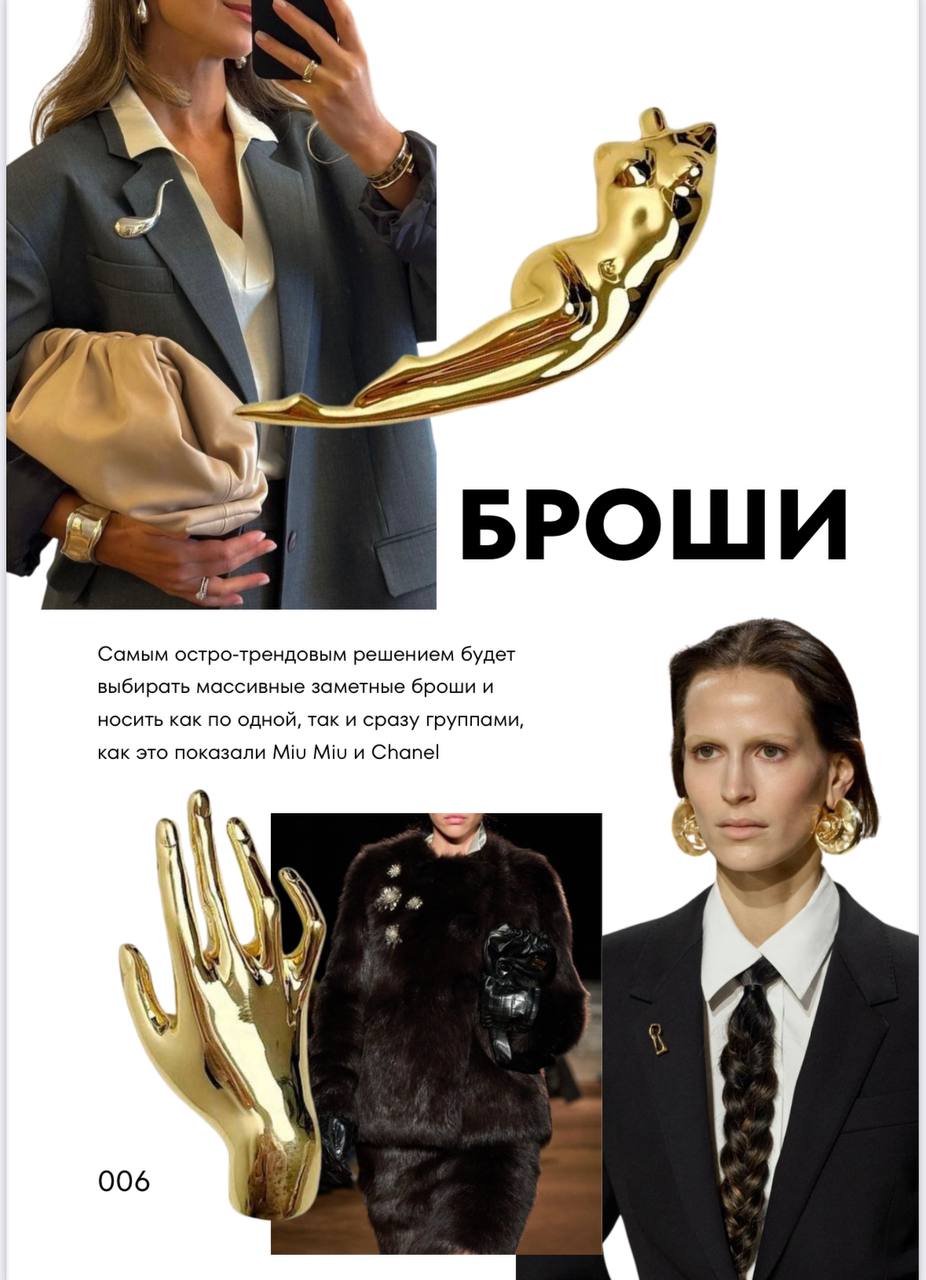 БРОШИ
Самым остро-трендовым решением будет
выбирать массивные заметные броши и
носить как по одной, так и сразу группами,
как это показали Miu Miu и Chanel
006